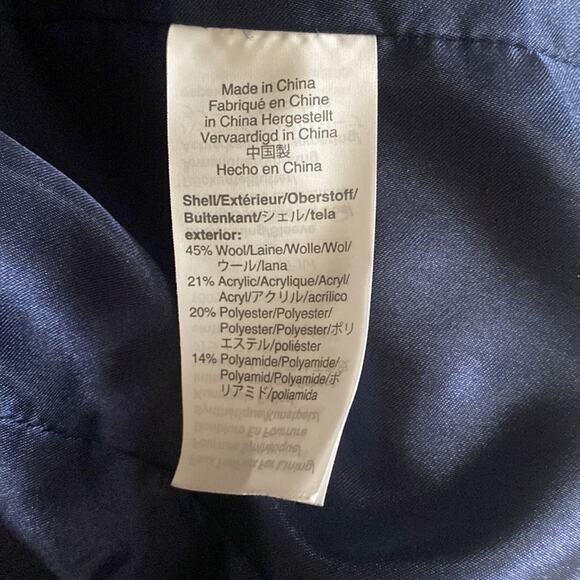 Made in China
Fabriqué en Chine
in China Hergestellt
Vervaardigd in China
中国製
Hecho en China
Shell/Extérieur/Oberstoff/
Buitenkant/シェル/tela
exterior:
45% Wool/Laine/Wolle/Wol/
ウール/lana
21% Acrylic/Acrylique/Acryl/
Acryl/アクリル/acrílico
20% Polyester/Polyester/
Polyester/Polyester/ポリ
エステル/poliéster
14% Polyamide/Polyamide/
Polyamid/Polyamide/ポ
リアミド/poliamida